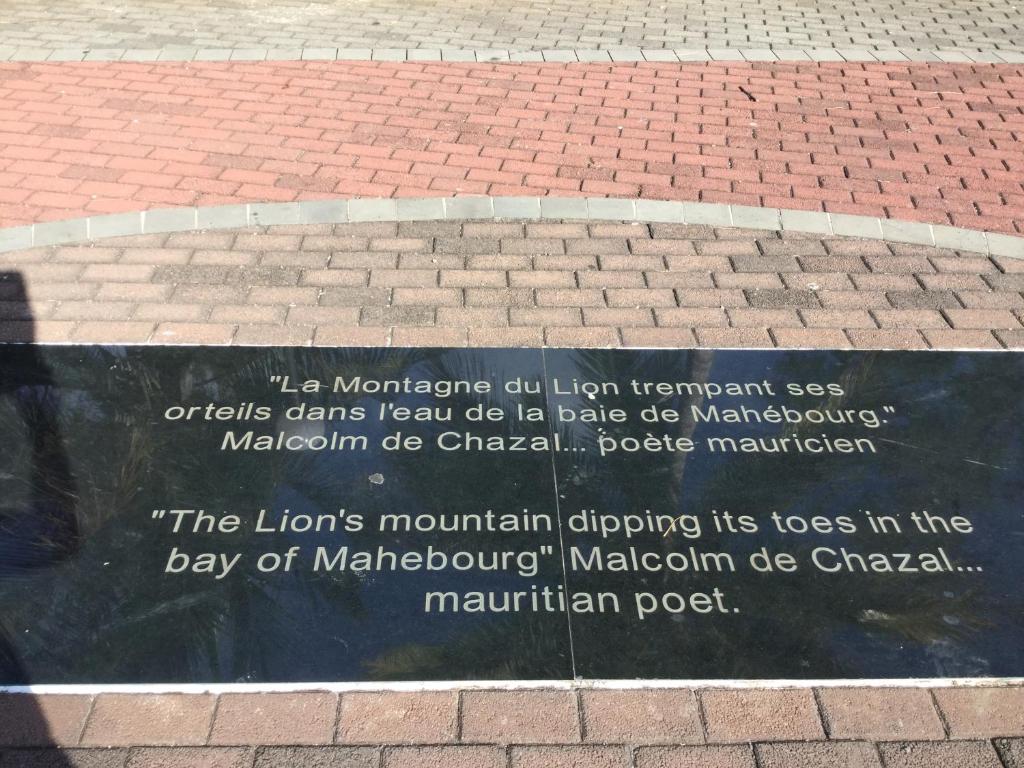 "La Montagne du Lion trempant ses
orteils dans l'eau de la baie de Mahébourg."
Malcolm de Chazal... poète mauricien
"The Lion's mountain dipping its toes in the
bay of Mahebourg" Malcolm de Chazal...
mauritian poet.